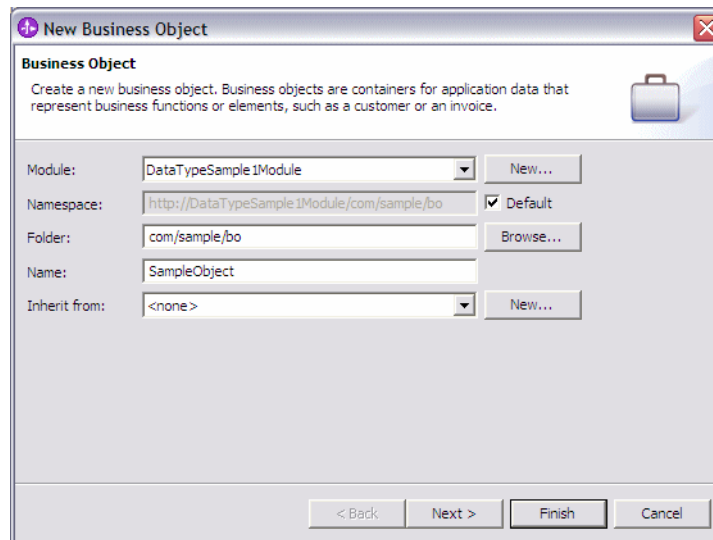 New Business Object
Business Object
Create a new business object. Business objects are containers for application data that
represent business functions or elements, such as a customer or an invoice.
Module: DataTypeSample1Module New...
Namespace: http://DataTypeSample1Module/com/sample/bo Default
Folder: com/sample/bo Browse...
Name: SampleObject
Inherit from: <none> New...
< Back Next > Finish Cancel